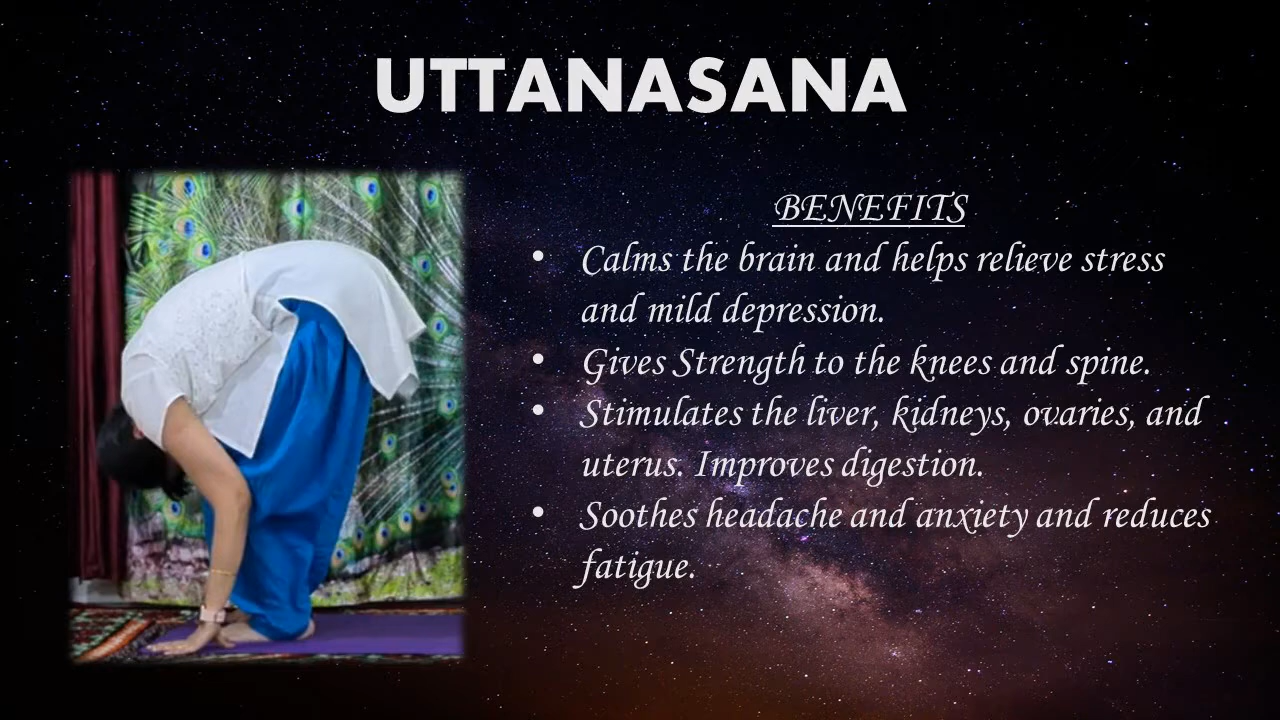 UTTANASANA
BENEFITS
• Calms the brain and helps relieve stress
and mild depression.
• Gives Strength to the knees and spine.
• Stimulates the liver, kidneys, ovaries, and
uterus. Improves digestion.
• Soothes headache and anxiety and reduces
fatigue.